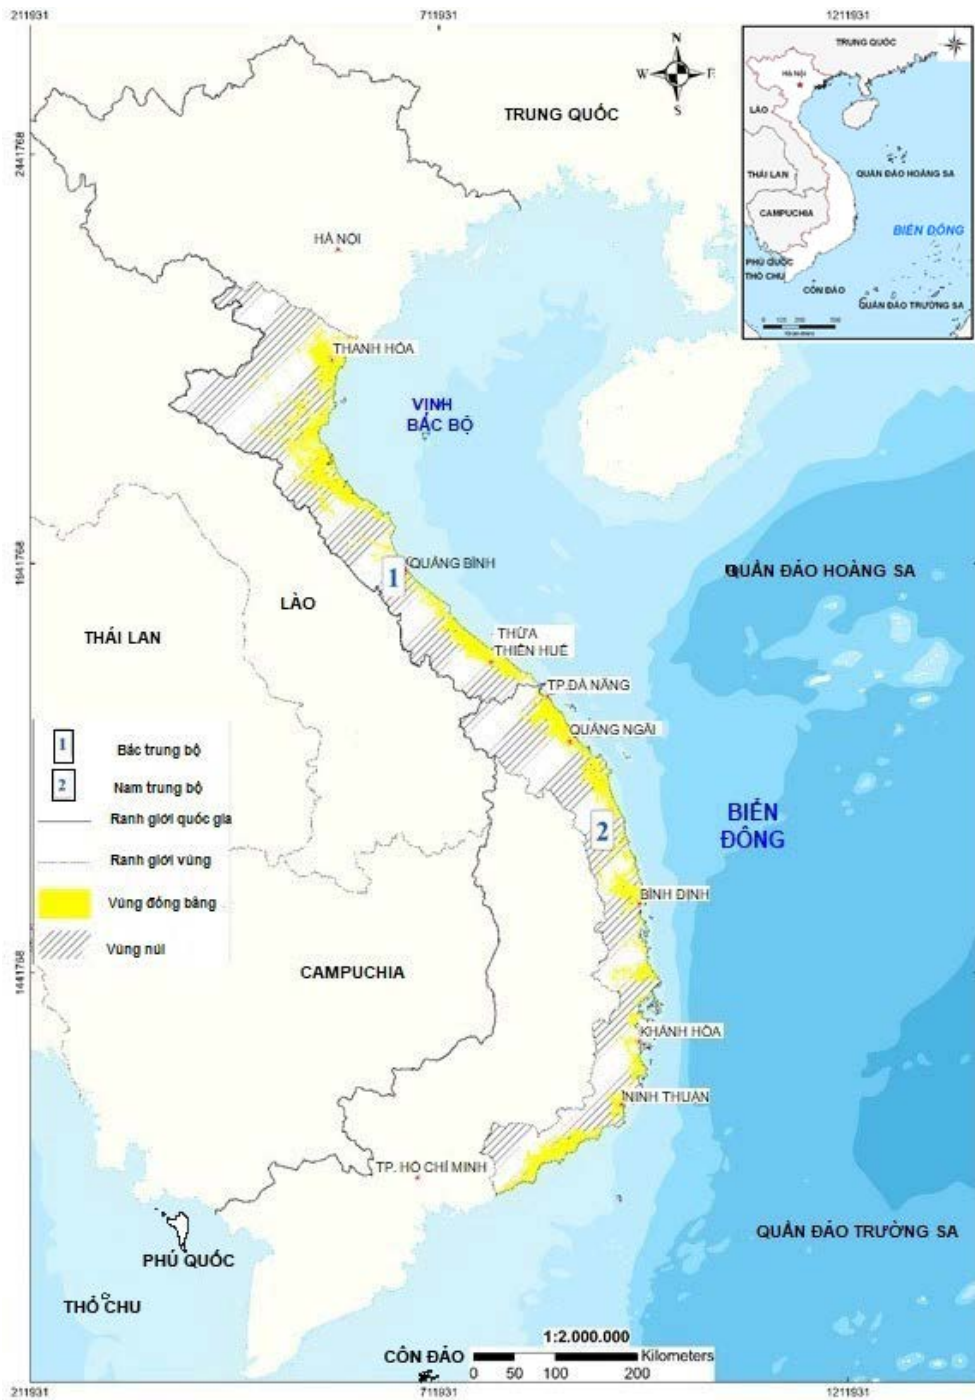 211931
711931
1211931
N
W
E
S
TRUNG QUỐC
2441768
HÀ NỘI
THANH HÓA
VỊNH
BẮC BỘ
1941768
QUẢNG BÌNH
1
QUẦN ĐẢO HOÀNG SA
LÀO
THÁI LAN
THỪA
THIÊN HUẾ
TP.ĐÀ NẴNG
QUẢNG NGÃI
BIỂN
ĐÔNG
2
BÌNH ĐỊNH
1
Bắc trung bộ
2
Nam trung bộ
Ranh giới quốc gia
Ranh giới vùng
Vùng đồng bằng
Vùng núi
CAMPUCHIA
1441768
KHÁNH HÒA
NINH THUẬN
TP. HỒ CHÍ MINH
PHÚ QUỐC
QUẦN ĐẢO TRƯỜNG SA
THỔ CHU
1:2.000.000
CÔN ĐẢO
Kilometers
0 50 100 200
211931
711931
1211931
TRUNG QUỐC
Hà Nội
LÀO
THÁI LAN
QUẦN ĐẢO HOÀNG SA
CAMPUCHIA
BIỂN ĐÔNG
PHÚ QUỐC
THỔ CHU
CÔN ĐẢO
QUẦN ĐẢO TRƯỜNG SA